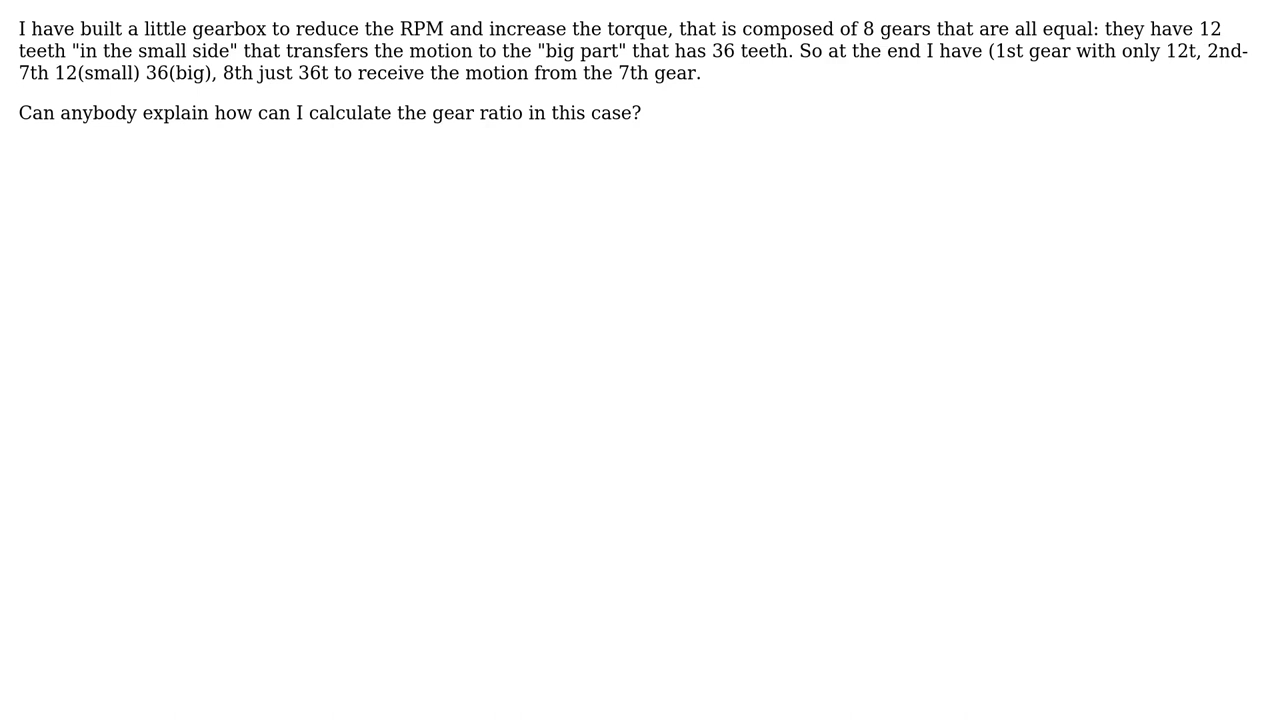 I have built a little gearbox to reduce the RPM and increase the torque, that is composed of 8 gears that are all equal: they have 12
teeth "in the small side" that transfers the motion to the "big part" that has 36 teeth. So at the end I have (1st gear with only 12t, 2nd-
7th 12(small) 36(big), 8th just 36t to receive the motion from the 7th gear.
Can anybody explain how can I calculate the gear ratio in this case?